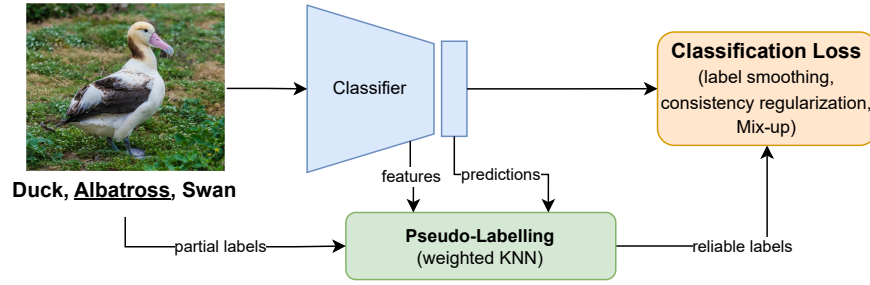 Classifier
Classification Loss
(label smoothing,
consistency regularization,
Mix-up)
features
predictions
Duck, Albatross, Swan
partial labels
Pseudo-Labelling
(weighted KNN)
reliable labels